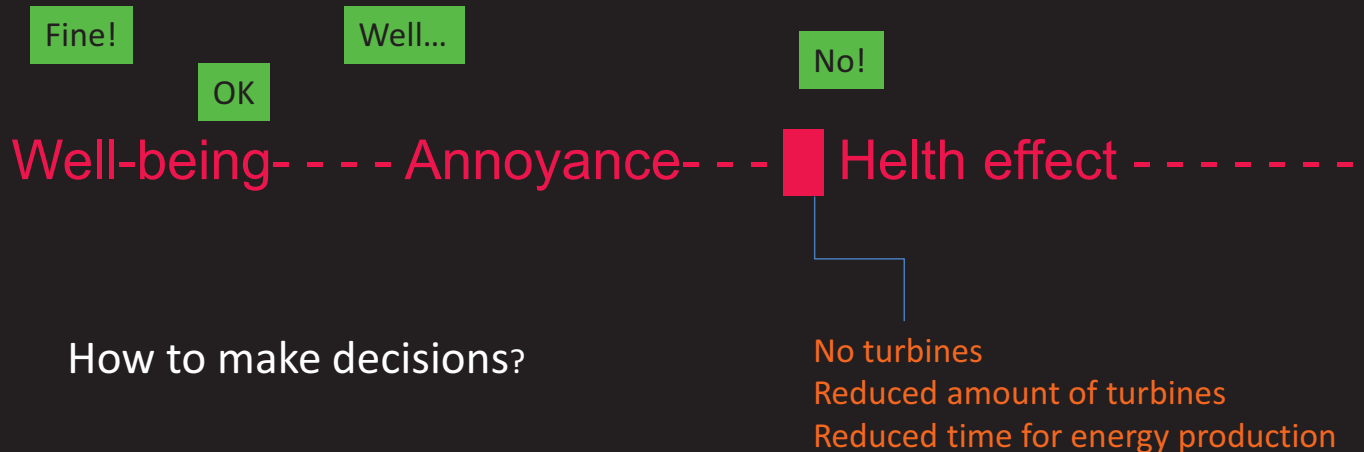 Fine!
Well…
No!
OK
Well-being- - - - Annoyance- - - Helth effect - - - - - - -
How to make decisions?
No turbines
Reduced amount of turbines
Reduced time for energy production